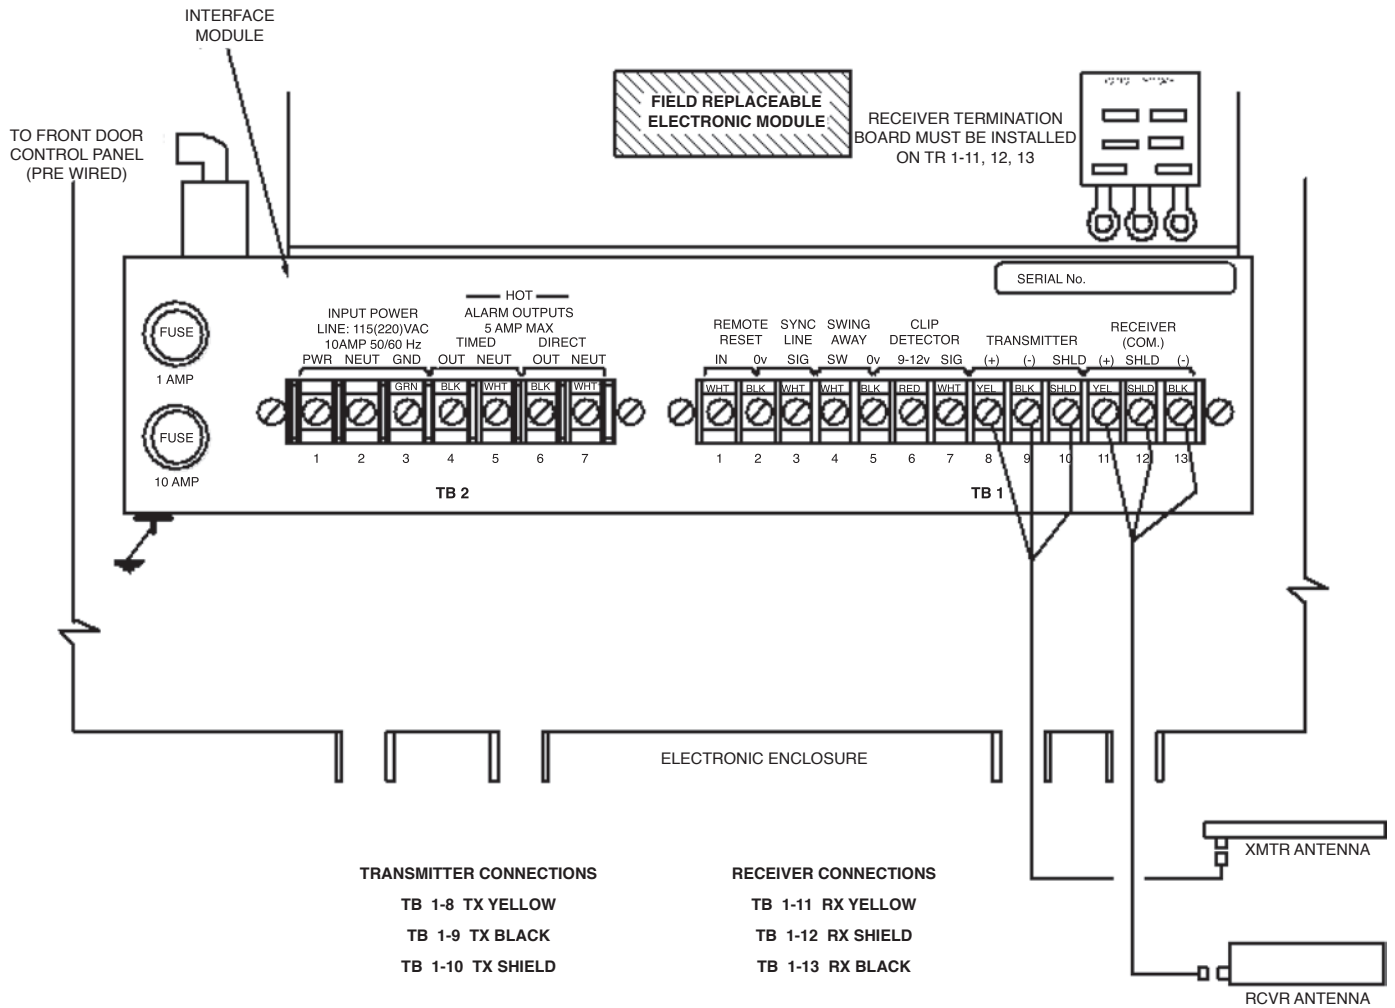 INTERFACE
MODULE
TO FRONT DOOR
CONTROL PANEL
(PRE WIRED)
FIELD REPLACEABLE
ELECTRONIC MODULE
RECEIVER TERMINATION
BOARD MUST BE INSTALLED
ON TR 1-11, 12, 13
SERIAL No.
FUSE
1 AMP
FUSE
10 AMP
INPUT POWER
LINE: 115(220)VAC
10AMP 50/60 Hz
PWR NEUT GND
HOT
ALARM OUTPUTS
5 AMP MAX
TIMED DIRECT
OUT NEUT OUT NEUT
GRN BLK WHT BLK WHT
1 2 3 4 5 6 7
TB 2
REMOTE
RESET
IN 0v
SYNC
LINE
SIG
SWING
AWAY
SW 0v
CLIP
DETECTOR
9-12v SIG
TRANSMITTER
(+) (-) SHLD
RECEIVER
(COM.)
(+) SHLD (-)
WHT BLK WHT WHT BLK RED WHT YEL BLK SHLD YEL SHLD BLK
1 2 3 4 5 6 7 8 9 10 11 12 13
TB 1
ELECTRONIC ENCLOSURE
XMTR ANTENNA
RCVR ANTENNA
TRANSMITTER CONNECTIONS
TB 1-8 TX YELLOW
TB 1-9 TX BLACK
TB 1-10 TX SHIELD
RECEIVER CONNECTIONS
TB 1-11 RX YELLOW
TB 1-12 RX SHIELD
TB 1-13 RX BLACK